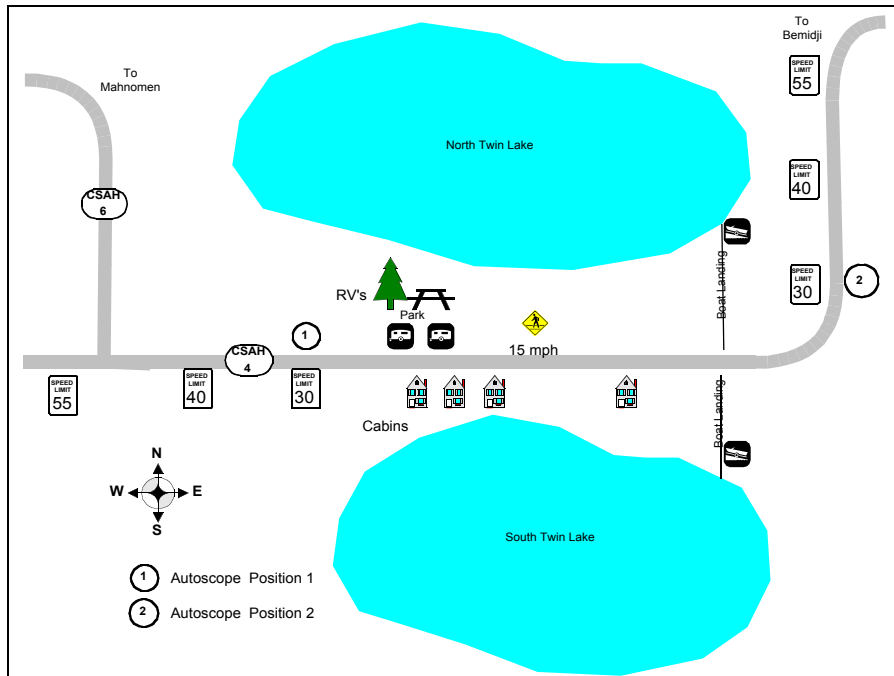 To
Bemidji
SPEED
LIMIT
55
To
Mahnomen
North Twin Lake
SPEED
LIMIT
40
CSAH
6
Boat Landing
SPEED
LIMIT
30
2
RV's
Park
1
15 mph
CSAH
4
SPEED
LIMIT
55
SPEED
LIMIT
40
SPEED
LIMIT
30
Boat Landing
Cabins
N
W
E
S
South Twin Lake
1 Autoscope Position 1
2 Autoscope Position 2